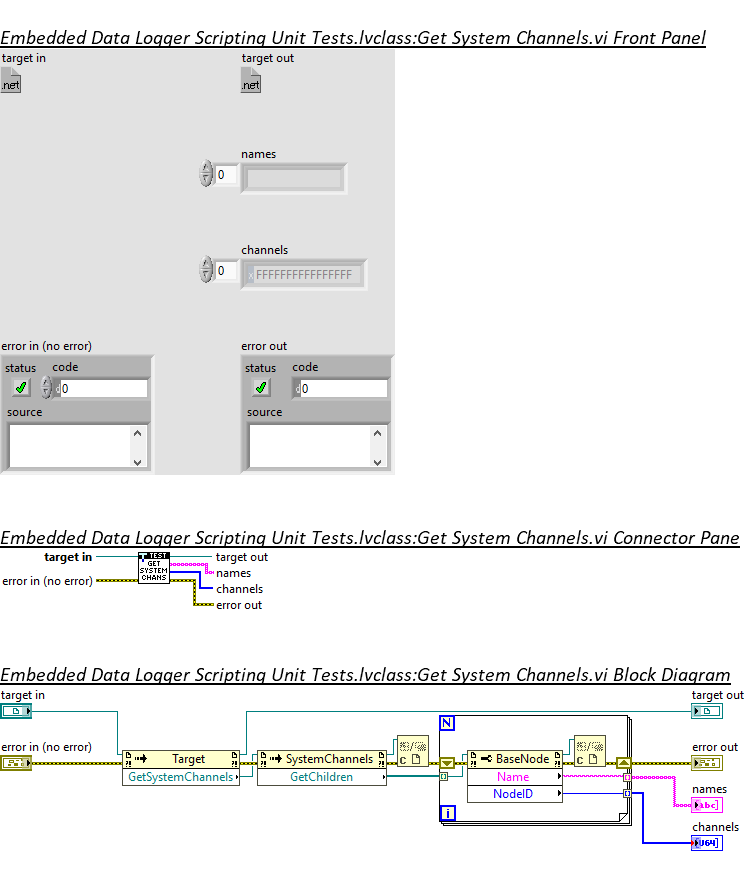 Embedded Data Logger Scripting Unit Tests.lvclass:Get System Channels.vi Front Panel
target in
target out
.net
.net
names
0
channels
0
x FFFFFFFFFFFFFFFF
error in (no error)
error out
status
code
status
code
d 0
d 0
source
source
Embedded Data Logger Scripting Unit Tests.lvclass:Get System Channels.vi Connector Pane
target in
TEST
GET
SYSTEM
CHANS
target out
names
error in (no error)
channels
error out
Embedded Data Logger Scripting Unit Tests.lvclass:Get System Channels.vi Block Diagram
target in
target out
N
error in (no error)
error out
Target
SystemChannels
BaseNode
GetSystemChannels
GetChildren
C
C
Name
NodeID
names
abc
i
channels
U64